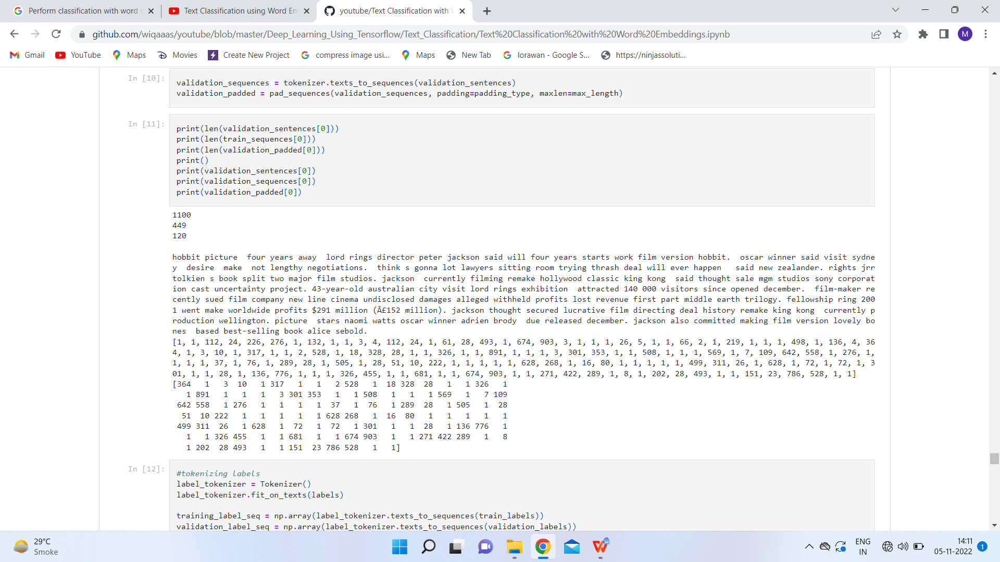 Perform classification with word
Text Classification using Word Em
youtube/Text Classification with
github.com/wiqaaas/youtube/blob/master/Deep_Learning_Using_Tensorflow/Text_Classification/Text%20Classification%20with%20Word%20Embeddings.ipynb
M
Gmail
YouTube
Maps
Movies
Create New Project
compress image usi...
Maps
New Tab
lorawan - Google S...
https://ninjassoluti...
In [10]:
validation_sequences = tokenizer.texts_to_sequences(validation_sentences)
validation_padded = pad_sequences(validation_sequences, padding=padding_type, maxlen=max_length)
In [11]:
print(len(validation_sentences[0]))
print(len(train_sequences[0]))
print(len(validation_padded[0]))
print()
print(validation_sentences[0])
print(validation_sequences[0])
print(validation_padded[0])
1100
449
120
hobbit picture  four years away  lord rings director peter jackson said will four years starts work film version hobbit.  oscar winner said visit sydne
y  desire  make  not lengthy negotiations.  think s gonna lot lawyers sitting room trying thrash deal will ever happen   said new zealander. rights jrr
tolkien s book split two major film studios. jackson  currently filming remake hollywood classic king kong  said thought sale mgm studios sony corporat
ion cast uncertainty project. 43-year-old australian city visit lord rings exhibition  attracted 140 000 visitors since opened december.  film-maker re
cently sued film company new line cinema undisclosed damages alleged withheld profits lost revenue first part middle earth trilogy. fellowship ring 200
1 went make worldwide profits $291 million (Â£152 million). jackson thought secured lucrative film directing deal history remake king kong  currently p
roduction wellington. picture  stars naomi watts oscar winner adrien brody  due released december. jackson also committed making film version lovely bo
nes  based best-selling book alice sebold.
[1, 1, 112, 24, 226, 276, 1, 132, 1, 1, 3, 4, 112, 24, 1, 61, 28, 493, 1, 674, 903, 3, 1, 1, 1, 26, 5, 1, 1, 66, 2, 1, 219, 1, 1, 1, 498, 1, 136, 4, 36
4, 1, 3, 10, 1, 317, 1, 1, 2, 528, 1, 18, 328, 28, 1, 1, 326, 1, 1, 891, 1, 1, 1, 3, 301, 353, 1, 1, 508, 1, 1, 1, 569, 1, 7, 109, 642, 558, 1, 276, 1,
1, 1, 1, 37, 1, 76, 1, 289, 28, 1, 505, 1, 28, 51, 10, 222, 1, 1, 1, 1, 1, 628, 268, 1, 16, 80, 1, 1, 1, 1, 1, 499, 311, 26, 1, 628, 1, 72, 1, 72, 1, 3
01, 1, 1, 28, 1, 136, 776, 1, 1, 1, 326, 455, 1, 1, 681, 1, 1, 674, 903, 1, 1, 271, 422, 289, 1, 8, 1, 202, 28, 493, 1, 1, 151, 23, 786, 528, 1, 1]
[364   1   3  10   1 317   1   1   2 528   1  18 328  28   1   1 326   1
1 891   1   1   1   3 301 353   1   1 508   1   1   1 569   1   7 109
642 558   1 276   1   1   1   1  37   1  76   1 289  28   1 505   1  28
51  10 222   1   1   1   1   1 628 268   1  16  80   1   1   1   1   1
499 311  26   1 628   1  72   1  72   1 301   1   1  28   1 136 776   1
1   1 326 455   1   1 681   1   1 674 903   1   1 271 422 289   1   8
1 202  28 493   1   1 151  23 786 528   1   1]
In [12]:
#tokenizing labels
label_tokenizer = Tokenizer()
label_tokenizer.fit_on_texts(labels)
training_label_seq = np.array(label_tokenizer.texts_to_sequences(train_labels))
validation_label_seq = np.array(label_tokenizer.texts_to_sequences(validation_labels))
29°C
Smoke
ENG
IN
14:11
05-11-2022
1